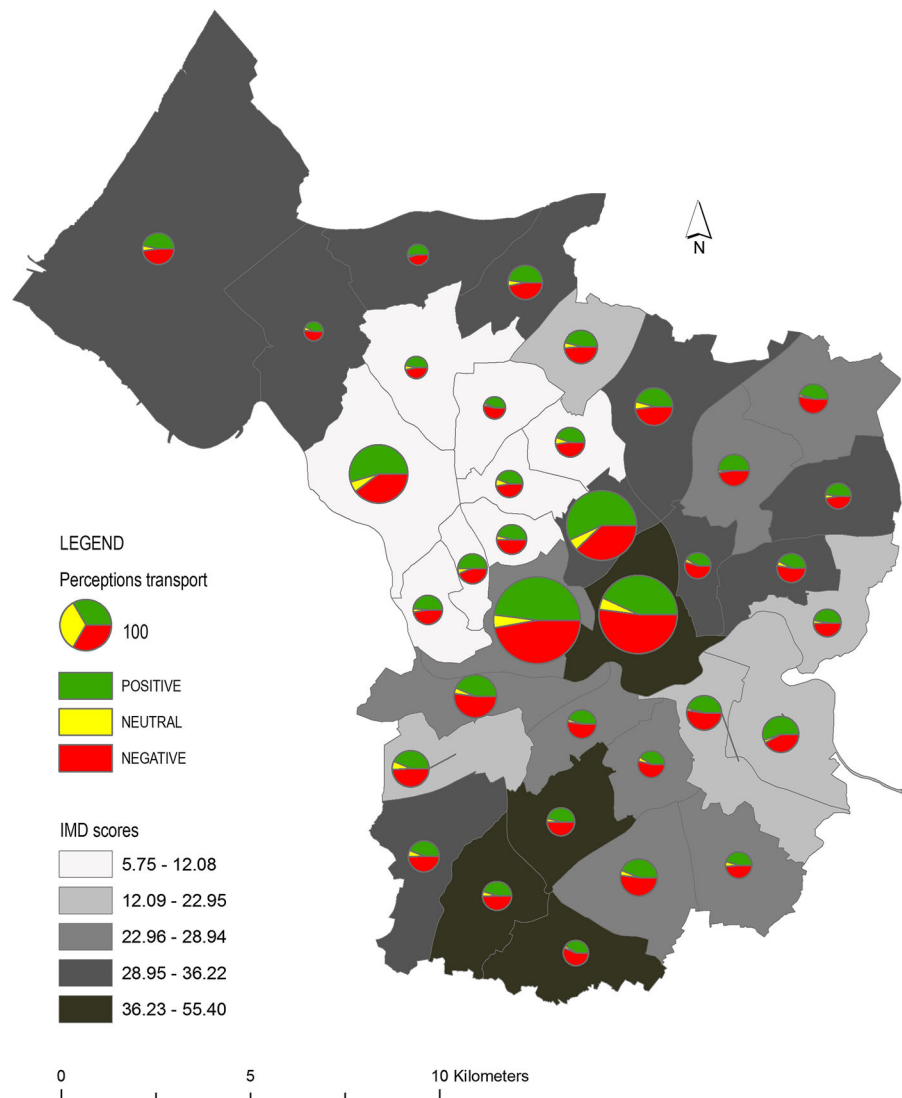 N
LEGEND
Perceptions transport
100
POSITIVE
NEUTRAL
NEGATIVE
IMD scores
5.75 - 12.08
12.09 - 22.95
22.96 - 28.94
28.95 - 36.22
36.23 - 55.40
0 5 10 Kilometers